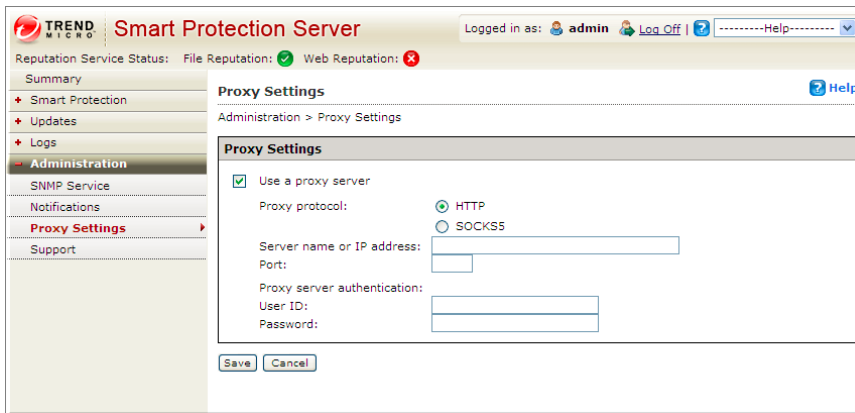 TREND MICRO Smart Protection Server
Logged in as: admin Log Off | ---------Help---------
Reputation Service Status: File Reputation: Web Reputation:
Summary
Smart Protection
Updates
Logs
Administration
SNMP Service
Notifications
Proxy Settings
Support
Proxy Settings
Help
Administration > Proxy Settings
Proxy Settings
Use a proxy server
Proxy protocol:
HTTP
SOCKS5
Server name or IP address:
Port:
Proxy server authentication:
User ID:
Password:
Save Cancel